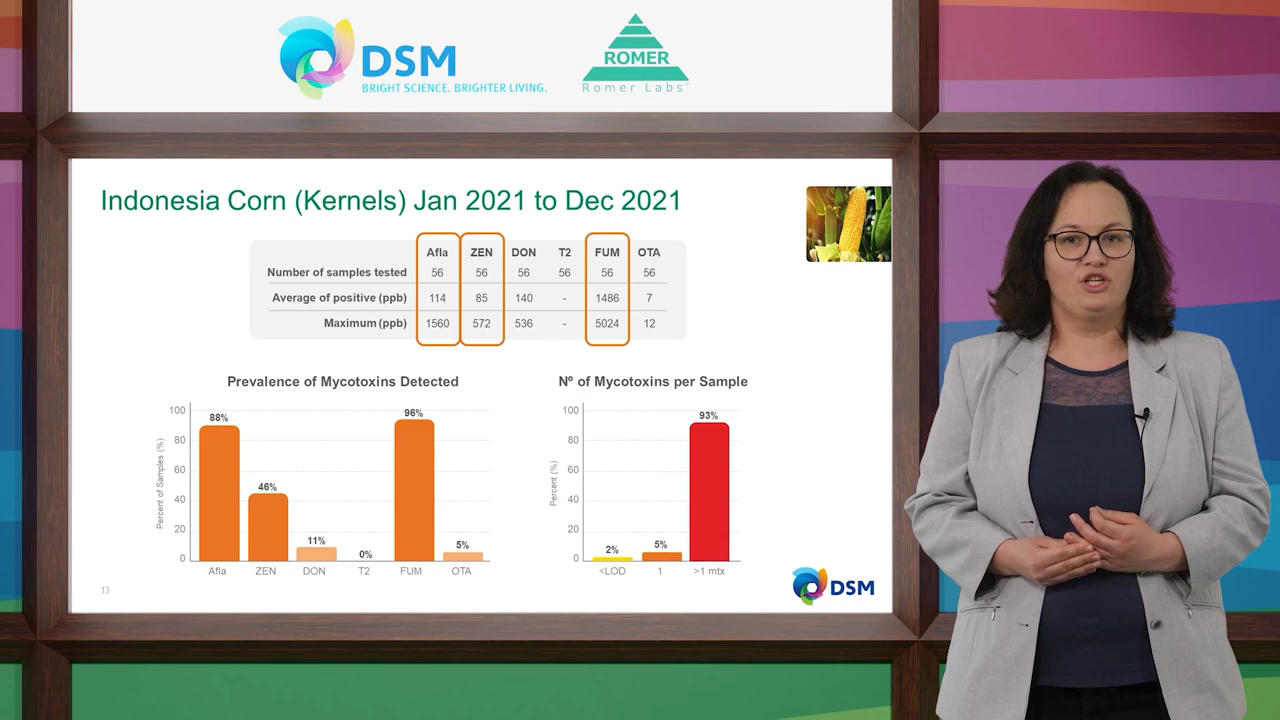 DSM
BRIGHT SCIENCE. BRIGHTER LIVING.
ROMER
Romer Labs
Indonesia Corn (Kernels) Jan 2021 to Dec 2021
Afla ZEN DON T2 FUM OTA
Number of samples tested 56 56 56 56 56 56
Average of positive (ppb) 114 85 140 - 1486 7
Maximum (ppb) 1560 572 536 - 5024 12
Prevalence of Mycotoxins Detected
Percent of Samples (%)
100
80
60
40
20
0
88%
46%
11%
0%
96%
5%
Afla ZEN DON T2 FUM OTA
Nº of Mycotoxins per Sample
Percent (%)
100
80
60
40
20
0
2%
5%
93%
<LOD 1 >1 mtx
13
DSM